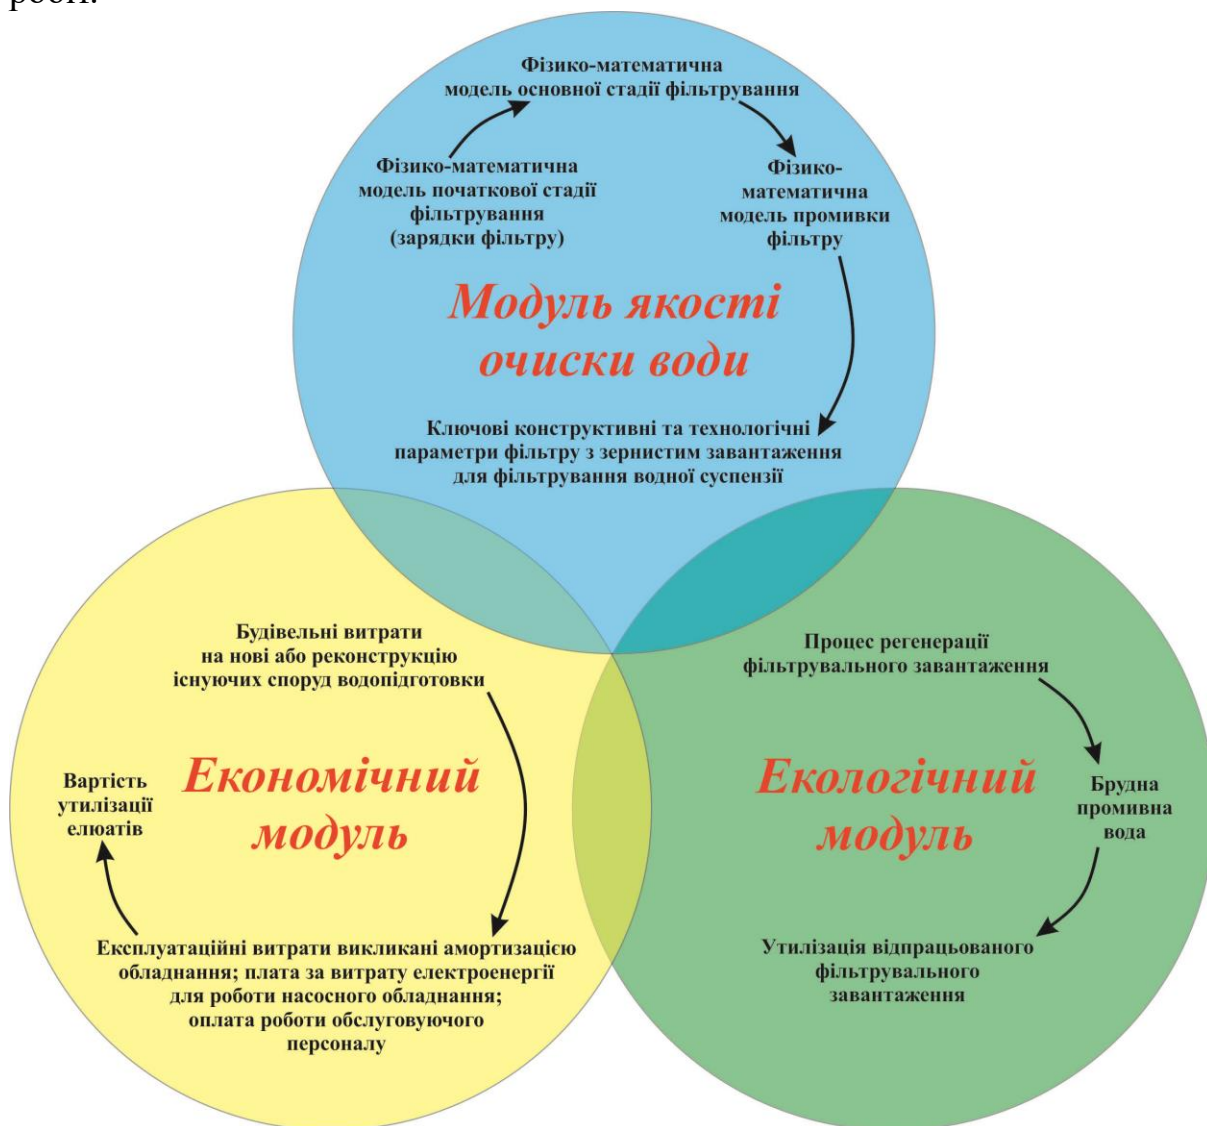 роботі.
Фізико-математична
модель основної стадії фільтрування
Фізико-математична
модель початкової стадії
фільтрування
(зарядки фільтру)
Фізико-
математична
модель промивки
фільтру
Модуль якості
очиски води
Ключові конструктивні та технологічні
параметри фільтру з зернистим завантаження
для фільтрування водної суспензії
Будівельні витрати
на нові або реконструкцію
існуючих споруд водопідготовки
Економічний
модуль
Вартість
утилізації
елюатів
Експлуатаційні витрати викликані амортизацією
обладнання; плата за витрату електроенергії
для роботи насосного обладнання;
оплата роботи обслуговуючого
персоналу
Процес регенерації
фільтрувального завантаження
Екологічний
модуль
Брудна
промивна
вода
Утилізація відпрацьованого
фільтрувального
завантаження